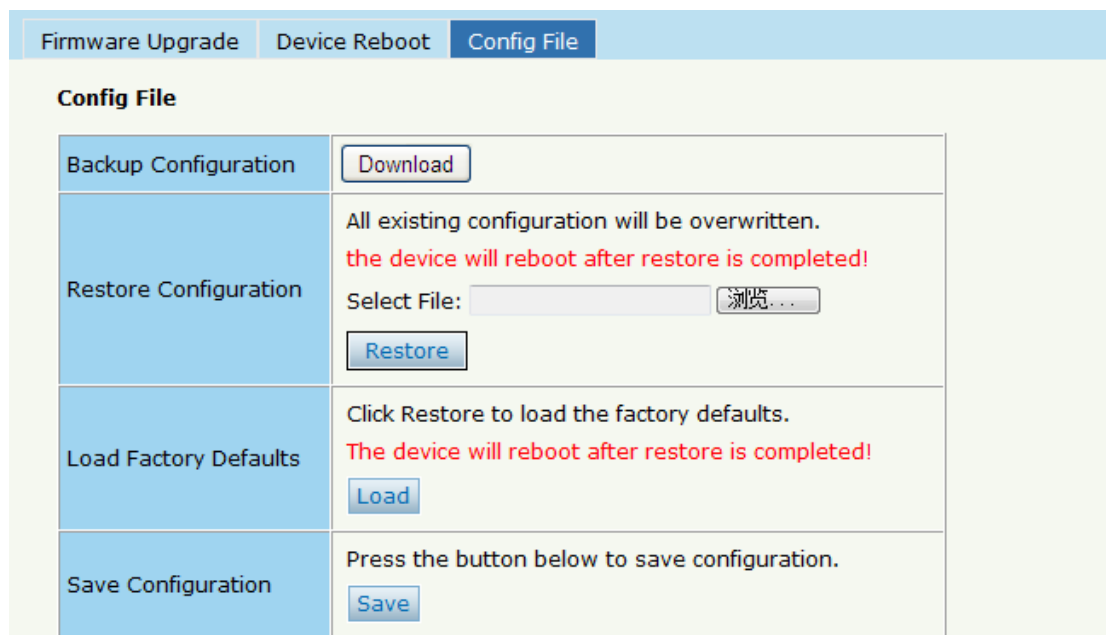 Firmware Upgrade Device Reboot Config File
Config File
Backup Configuration Download
All existing configuration will be overwritten.
the device will reboot after restore is completed!
Restore Configuration
Select File: 浏览...
Restore
Click Restore to load the factory defaults.
Load Factory Defaults The device will reboot after restore is completed!
Load
Press the button below to save configuration.
Save Configuration
Save